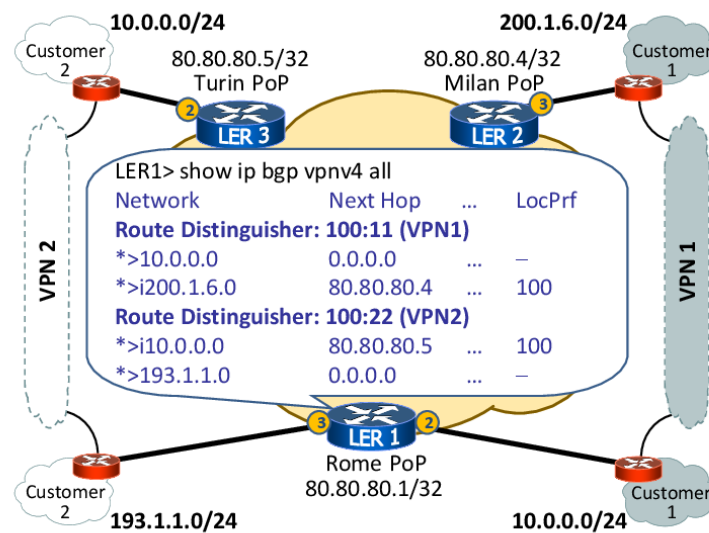 10.0.0.0/24
200.1.6.0/24
Customer
2
80.80.80.5/32
Turin PoP
80.80.80.4/32
Milan PoP
Customer
1
2
LER 3
3
LER 2
LER1> show ip bgp vpnv4 all
Network Next Hop ... LocPrf
Route Distinguisher: 100:11 (VPN1)
*>10.0.0.0 0.0.0.0 ... –
*>i200.1.6.0 80.80.80.4 ... 100
Route Distinguisher: 100:22 (VPN2)
*>i10.0.0.0 80.80.80.5 ... 100
*>193.1.1.0 0.0.0.0 ... –
VPN 2
VPN 1
3
LER 1
2
Rome PoP
80.80.80.1/32
Customer
2
193.1.1.0/24
Customer
1
10.0.0.0/24